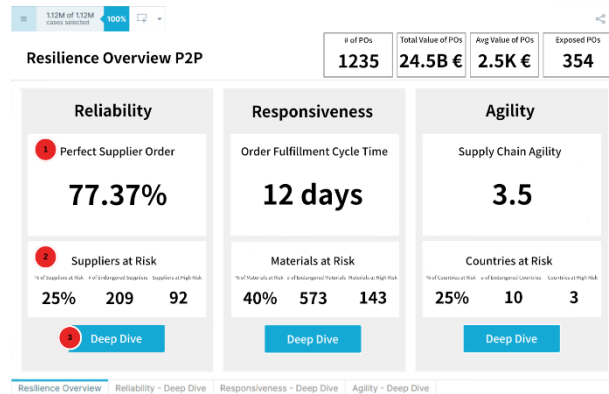 1.12M of 1.12M
cases selected
100%
Resilience Overview P2P
# of POs
1235
Total Value of POs
24.5B €
Avg Value of POs
2.5K €
Exposed POs
354
Reliability
1
Perfect Supplier Order
77.37%
2
Suppliers at Risk
% of Suppliers at Risk # of Endangered Suppliers Suppliers at High Risk
25% 209 92
3
Deep Dive
Responsiveness
Order Fulfillment Cycle Time
12 days
Materials at Risk
% of Materials at Risk # of Endangered Materials Materials at High Risk
40% 573 143
Deep Dive
Agility
Supply Chain Agility
3.5
Countries at Risk
% of Countries at Risk # of Endangered Countries Countries at High Risk
25% 10 3
Deep Dive
Resilience Overview Reliability - Deep Dive Responsiveness - Deep Dive Agility - Deep Dive